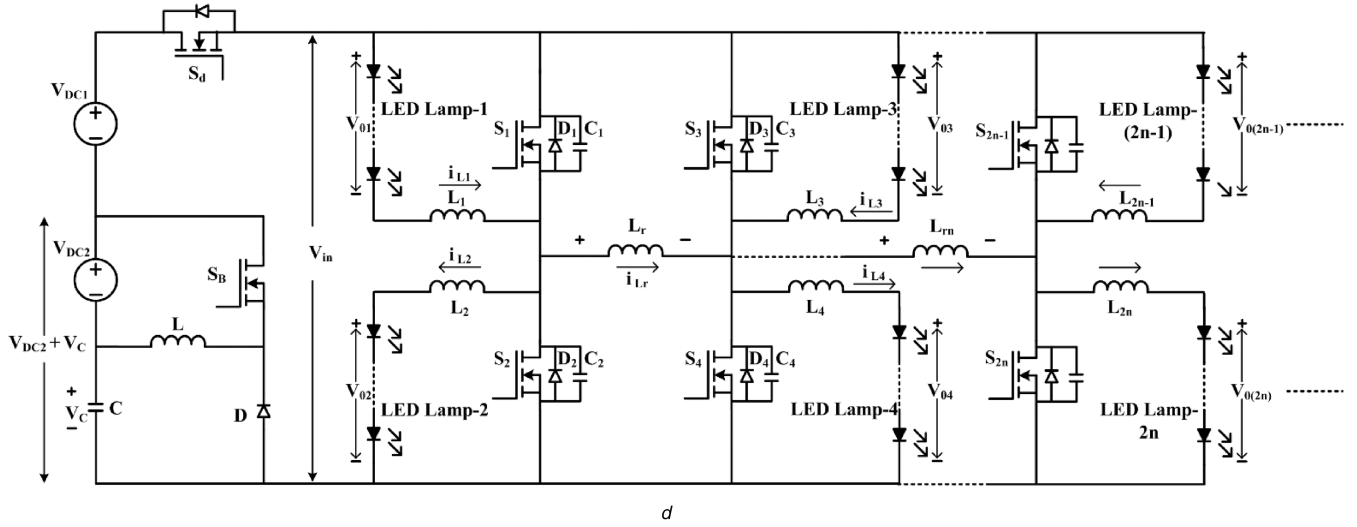 S_d
V_DC1
+
−
V_DC2
+
−
S_B
L
V_DC2 + V_C
+
V_C
−
C
D
V_in
+
V_01
−
LED Lamp-1
i_L1
L_1
S_1
D_1
C_1
i_L2
L_2
+
V_02
−
LED Lamp-2
S_2
D_2
C_2
+
L_r
−
i_Lr
S_3
D_3
C_3
LED Lamp-3
+
V_03
−
L_3
i_L3
L_4
i_L4
S_4
D_4
C_4
LED Lamp-4
+
V_04
−
+
L_rn
−
S_2n-1
LED Lamp-
(2n-1)
+
V_0(2n-1)
−
L_2n-1
L_2n
S_2n
LED Lamp-
2n
+
V_0(2n)
−
d